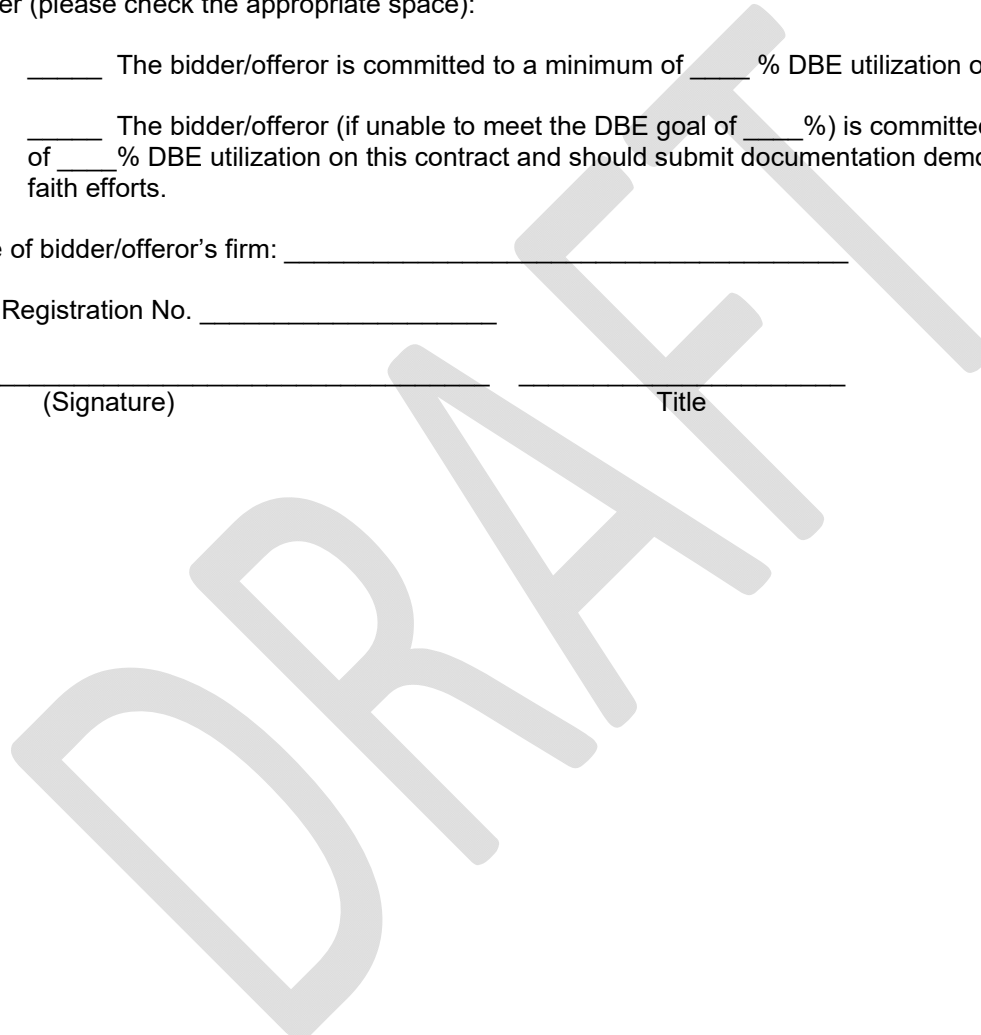 er (please check the appropriate space):
_____ The bidder/offeror is committed to a minimum of ____ % DBE utilization o
_____ The bidder/offeror (if unable to meet the DBE goal of ____%) is committed
of ____% DBE utilization on this contract and should submit documentation demo
faith efforts.
e of bidder/offeror’s firm: ______________________________________
Registration No. ____________________
_________________________________ ______________________
(Signature) Title
DRAFT